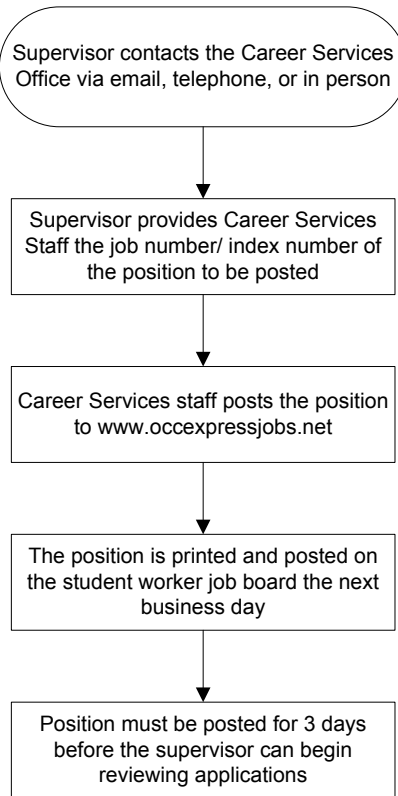 Supervisor contacts the Career Services
Office via email, telephone, or in person
Supervisor provides Career Services
Staff the job number/ index number of
the position to be posted
Career Services staff posts the position
to www.occexpressjobs.net
The position is printed and posted on
the student worker job board the next
business day
Position must be posted for 3 days
before the supervisor can begin
reviewing applications